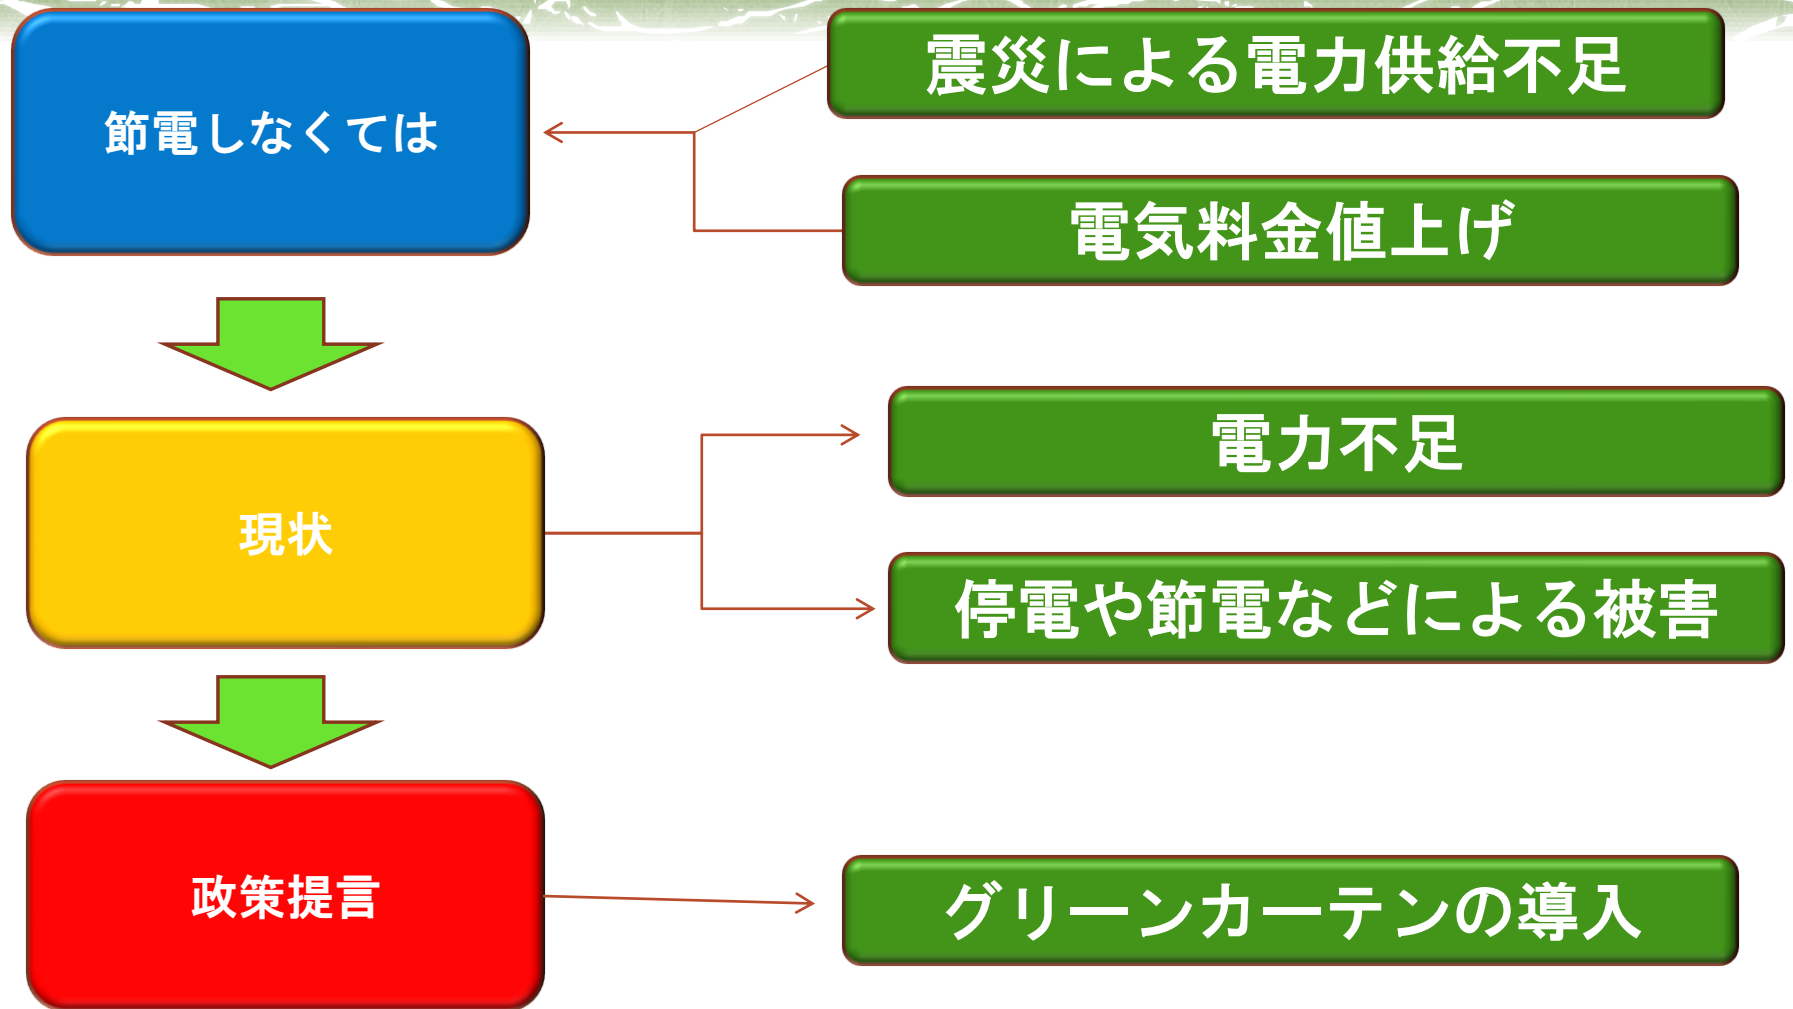 節電しなくては
震災による電力供給不足
電気料金値上げ
現状
電力不足
停電や節電などによる被害
政策提言
グリーンカーテンの導入